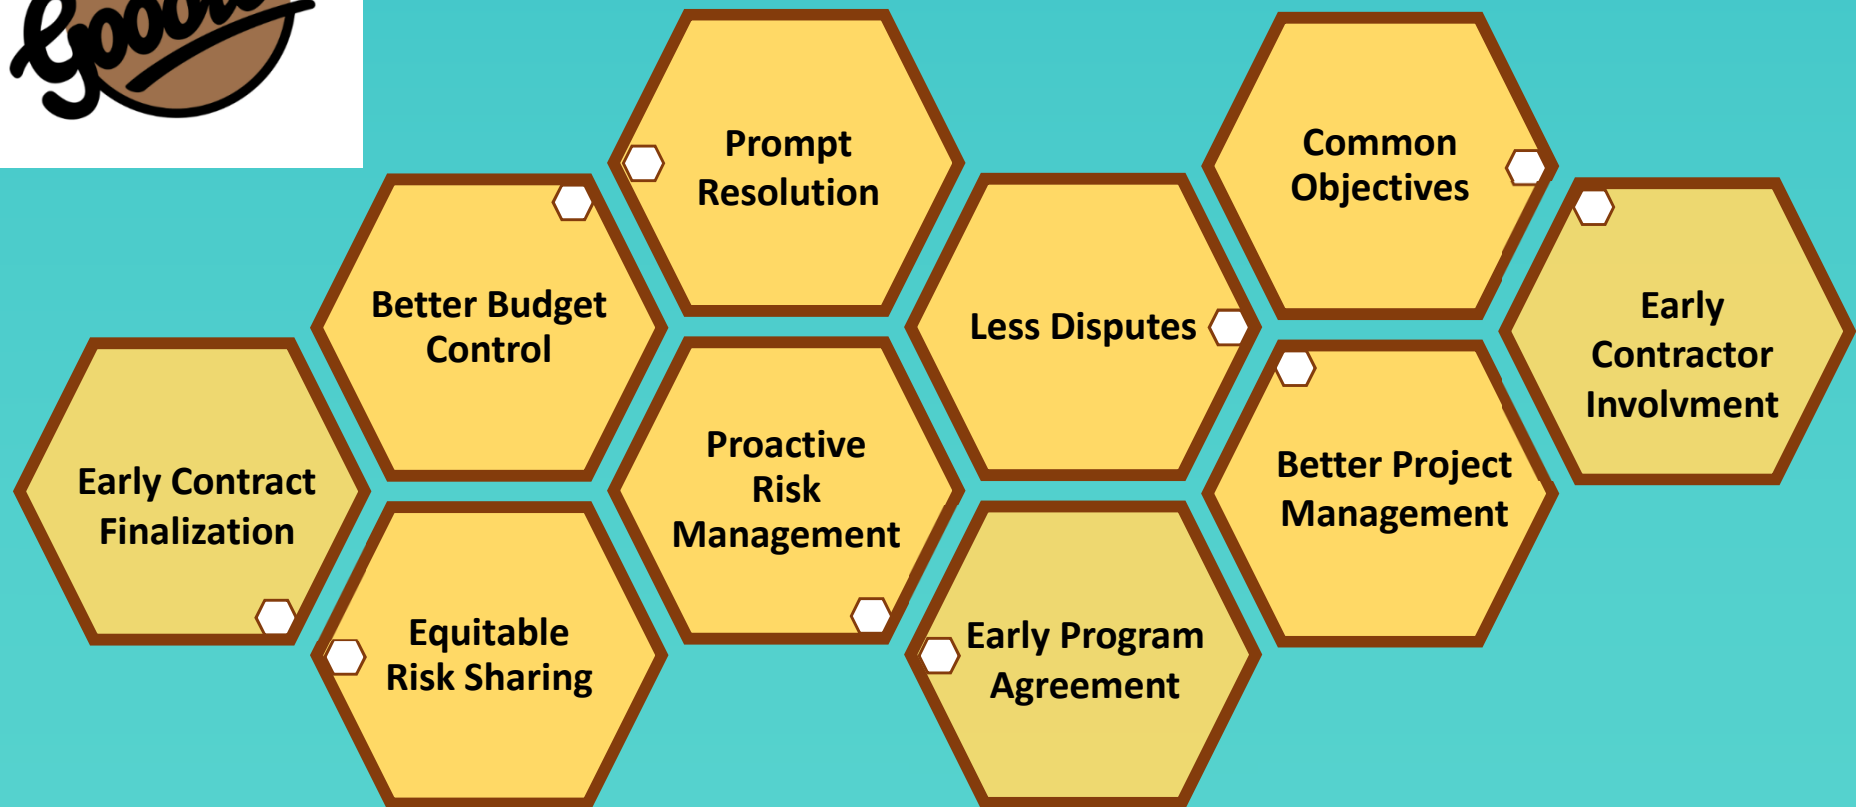 Prompt
Resolution
Common
Objectives
Better Budget
Control
Less Disputes
Early
Contractor
Involvment
Early Contract
Finalization
Proactive
Risk
Management
Better Project
Management
Equitable
Risk Sharing
Early Program
Agreement